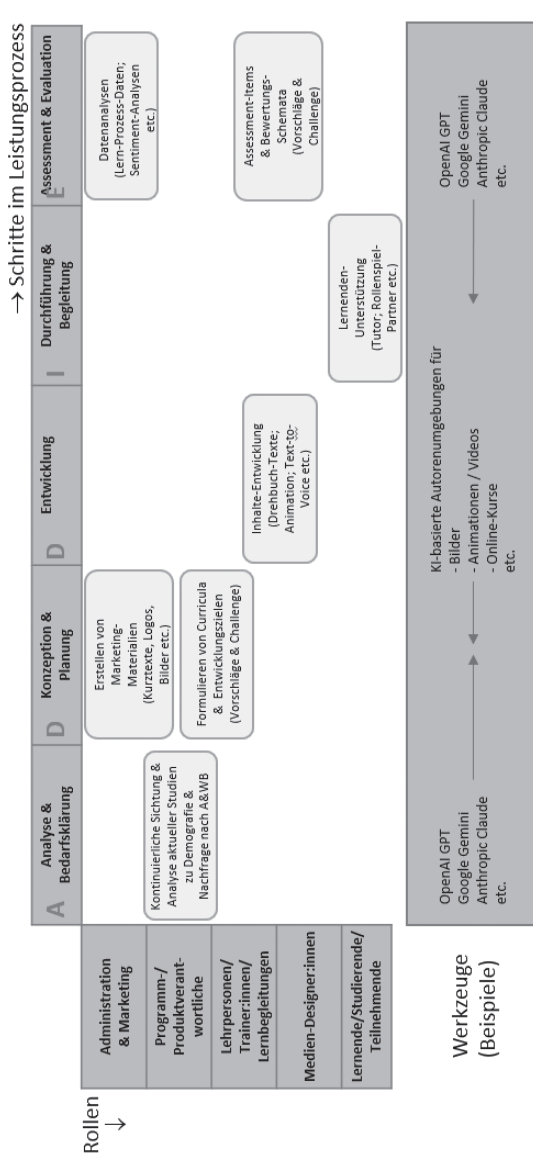 → Schritte im Leistungsprozess
Analyse &
Bedarfsklärung
A
Konzeption &
Planung
D
Entwicklung
D
Durchführung &
Begleitung
I
Assessment & Evaluation
E
Rollen
↓
Administration
& Marketing
Programm-/
Produktverant-
wortliche
Lehrpersonen/
Trainer:innen/
Lernbegleitungen
Medien-Designer:innen
Lernende/Studierende/
Teilnehmende
Erstellen von
Marketing-
Materialien
(Kurztexte, Logos,
Bilder etc.)
Datenanalysen
(Lern-Prozess-Daten;
Sentiment-Analysen
etc.)
Kontinuierliche Sichtung &
Analyse aktueller Studien
zu Demografie &
Nachfrage nach A&WB
Formulieren von Curricula
& Entwicklungszielen
(Vorschläge & Challenge)
Inhalte-Entwicklung
(Drehbuch-Texte;
Animation; Text-to-
Voice etc.)
Assessment-Items
& Bewertungs-
Schemata
(Vorschläge &
Challenge)
Lernenden-
Unterstützung
(Tutor; Rollenspiel-
Partner etc.)
Werkzeuge
(Beispiele)
OpenAI GPT
Google Gemini
Anthropic Claude
etc.
KI-basierte Autorenumgebungen für
- Bilder
- Animationen / Videos
- Online-Kurse
etc.
OpenAI GPT
Google Gemini
Anthropic Claude
etc.